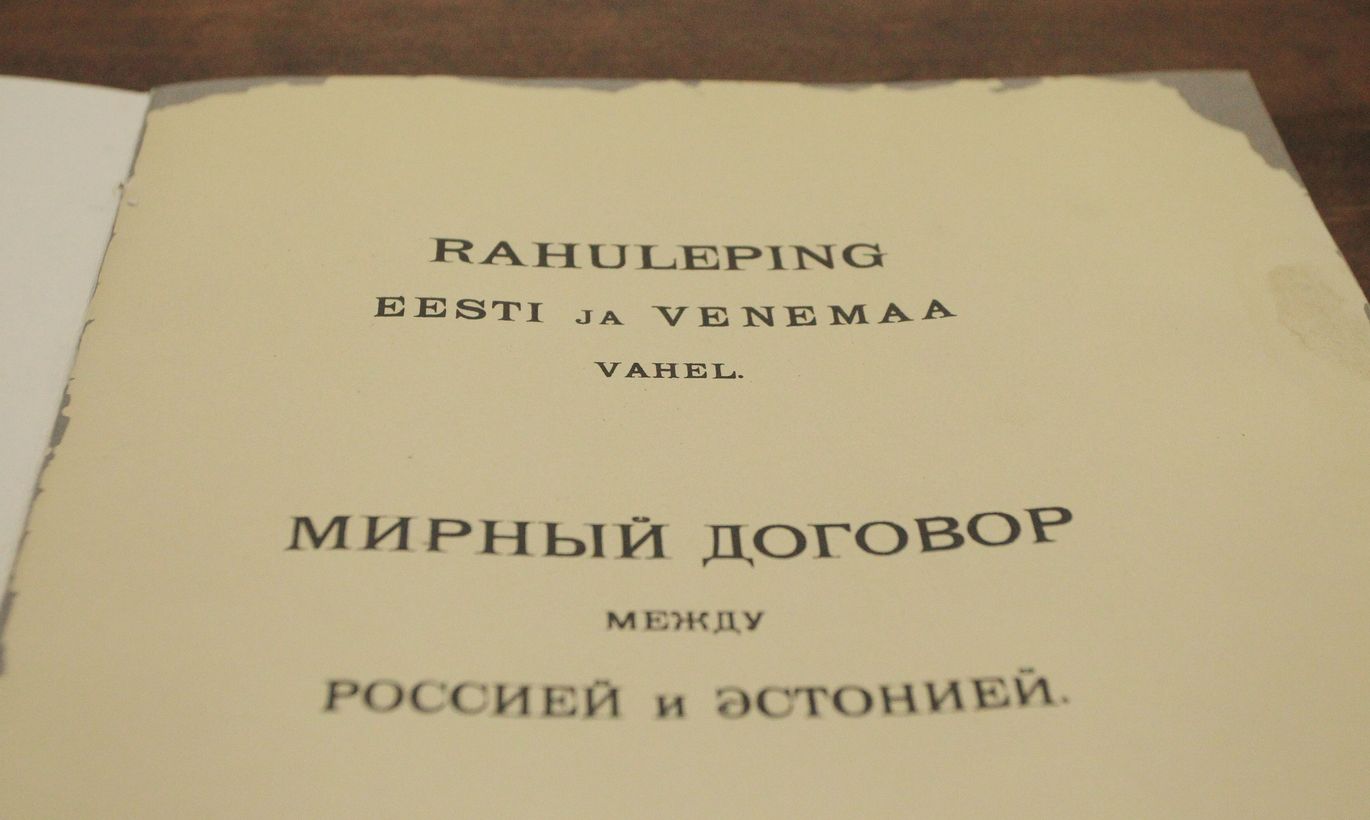 RAHULEPING
EESTI JA VENEMAA
VAHEL.
МИРНЫЙ ДОГОВОР
МЕЖДУ
РОССИЕЙ и ЭСТОНИЕЙ.